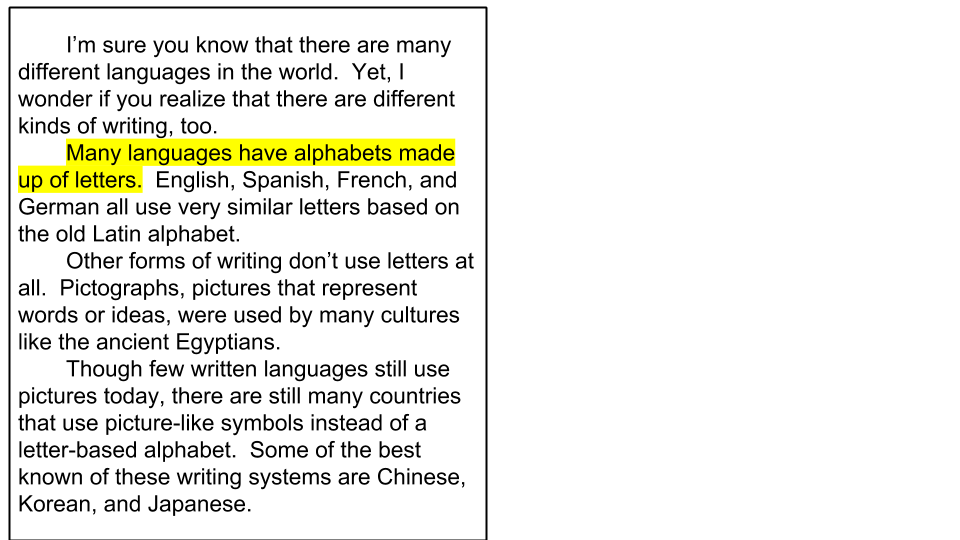 I’m sure you know that there are many
different languages in the world.  Yet, I
wonder if you realize that there are different
kinds of writing, too.
Many languages have alphabets made
up of letters.  English, Spanish, French, and
German all use very similar letters based on
the old Latin alphabet.
Other forms of writing don’t use letters at
all.  Pictographs, pictures that represent
words or ideas, were used by many cultures
like the ancient Egyptians.
Though few written languages still use
pictures today, there are still many countries
that use picture-like symbols instead of a
letter-based alphabet.  Some of the best
known of these writing systems are Chinese,
Korean, and Japanese.